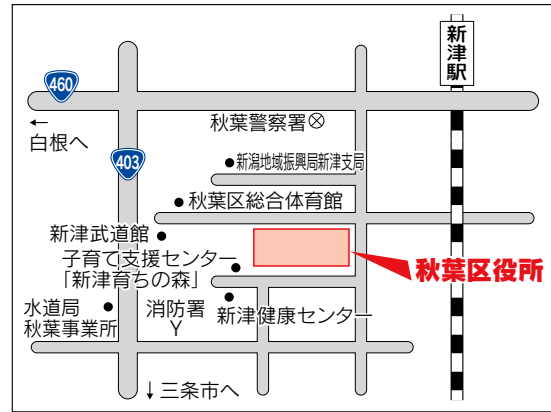 新津駅
460
←
白根へ
秋葉警察署
403
新潟地域振興局新津支局
秋葉区総合体育館
新津武道館
子育て支援センター
「新津育ちの森」
秋葉区役所
水道局
秋葉事業所
消防署
Y
新津健康センター
↓三条市へ